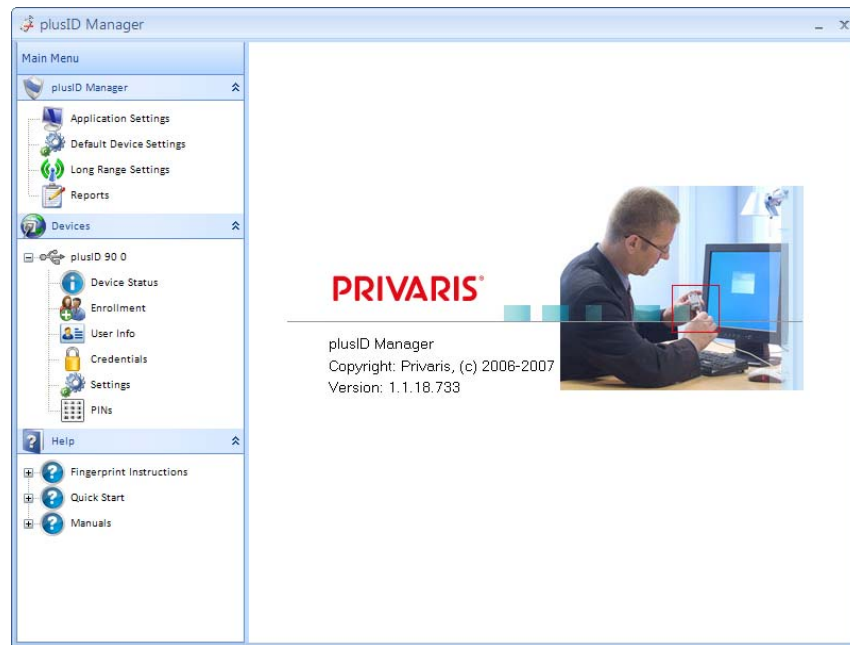 plusID Manager
Main Menu
plusID Manager
Application Settings
Default Device Settings
Long Range Settings
Reports
Devices
plusID 90 0
Device Status
Enrollment
User Info
Credentials
Settings
PINs
Help
Fingerprint Instructions
Quick Start
Manuals
PRIVARIS®
plusID Manager
Copyright: Privaris, (c) 2006-2007
Version: 1.1.18.733